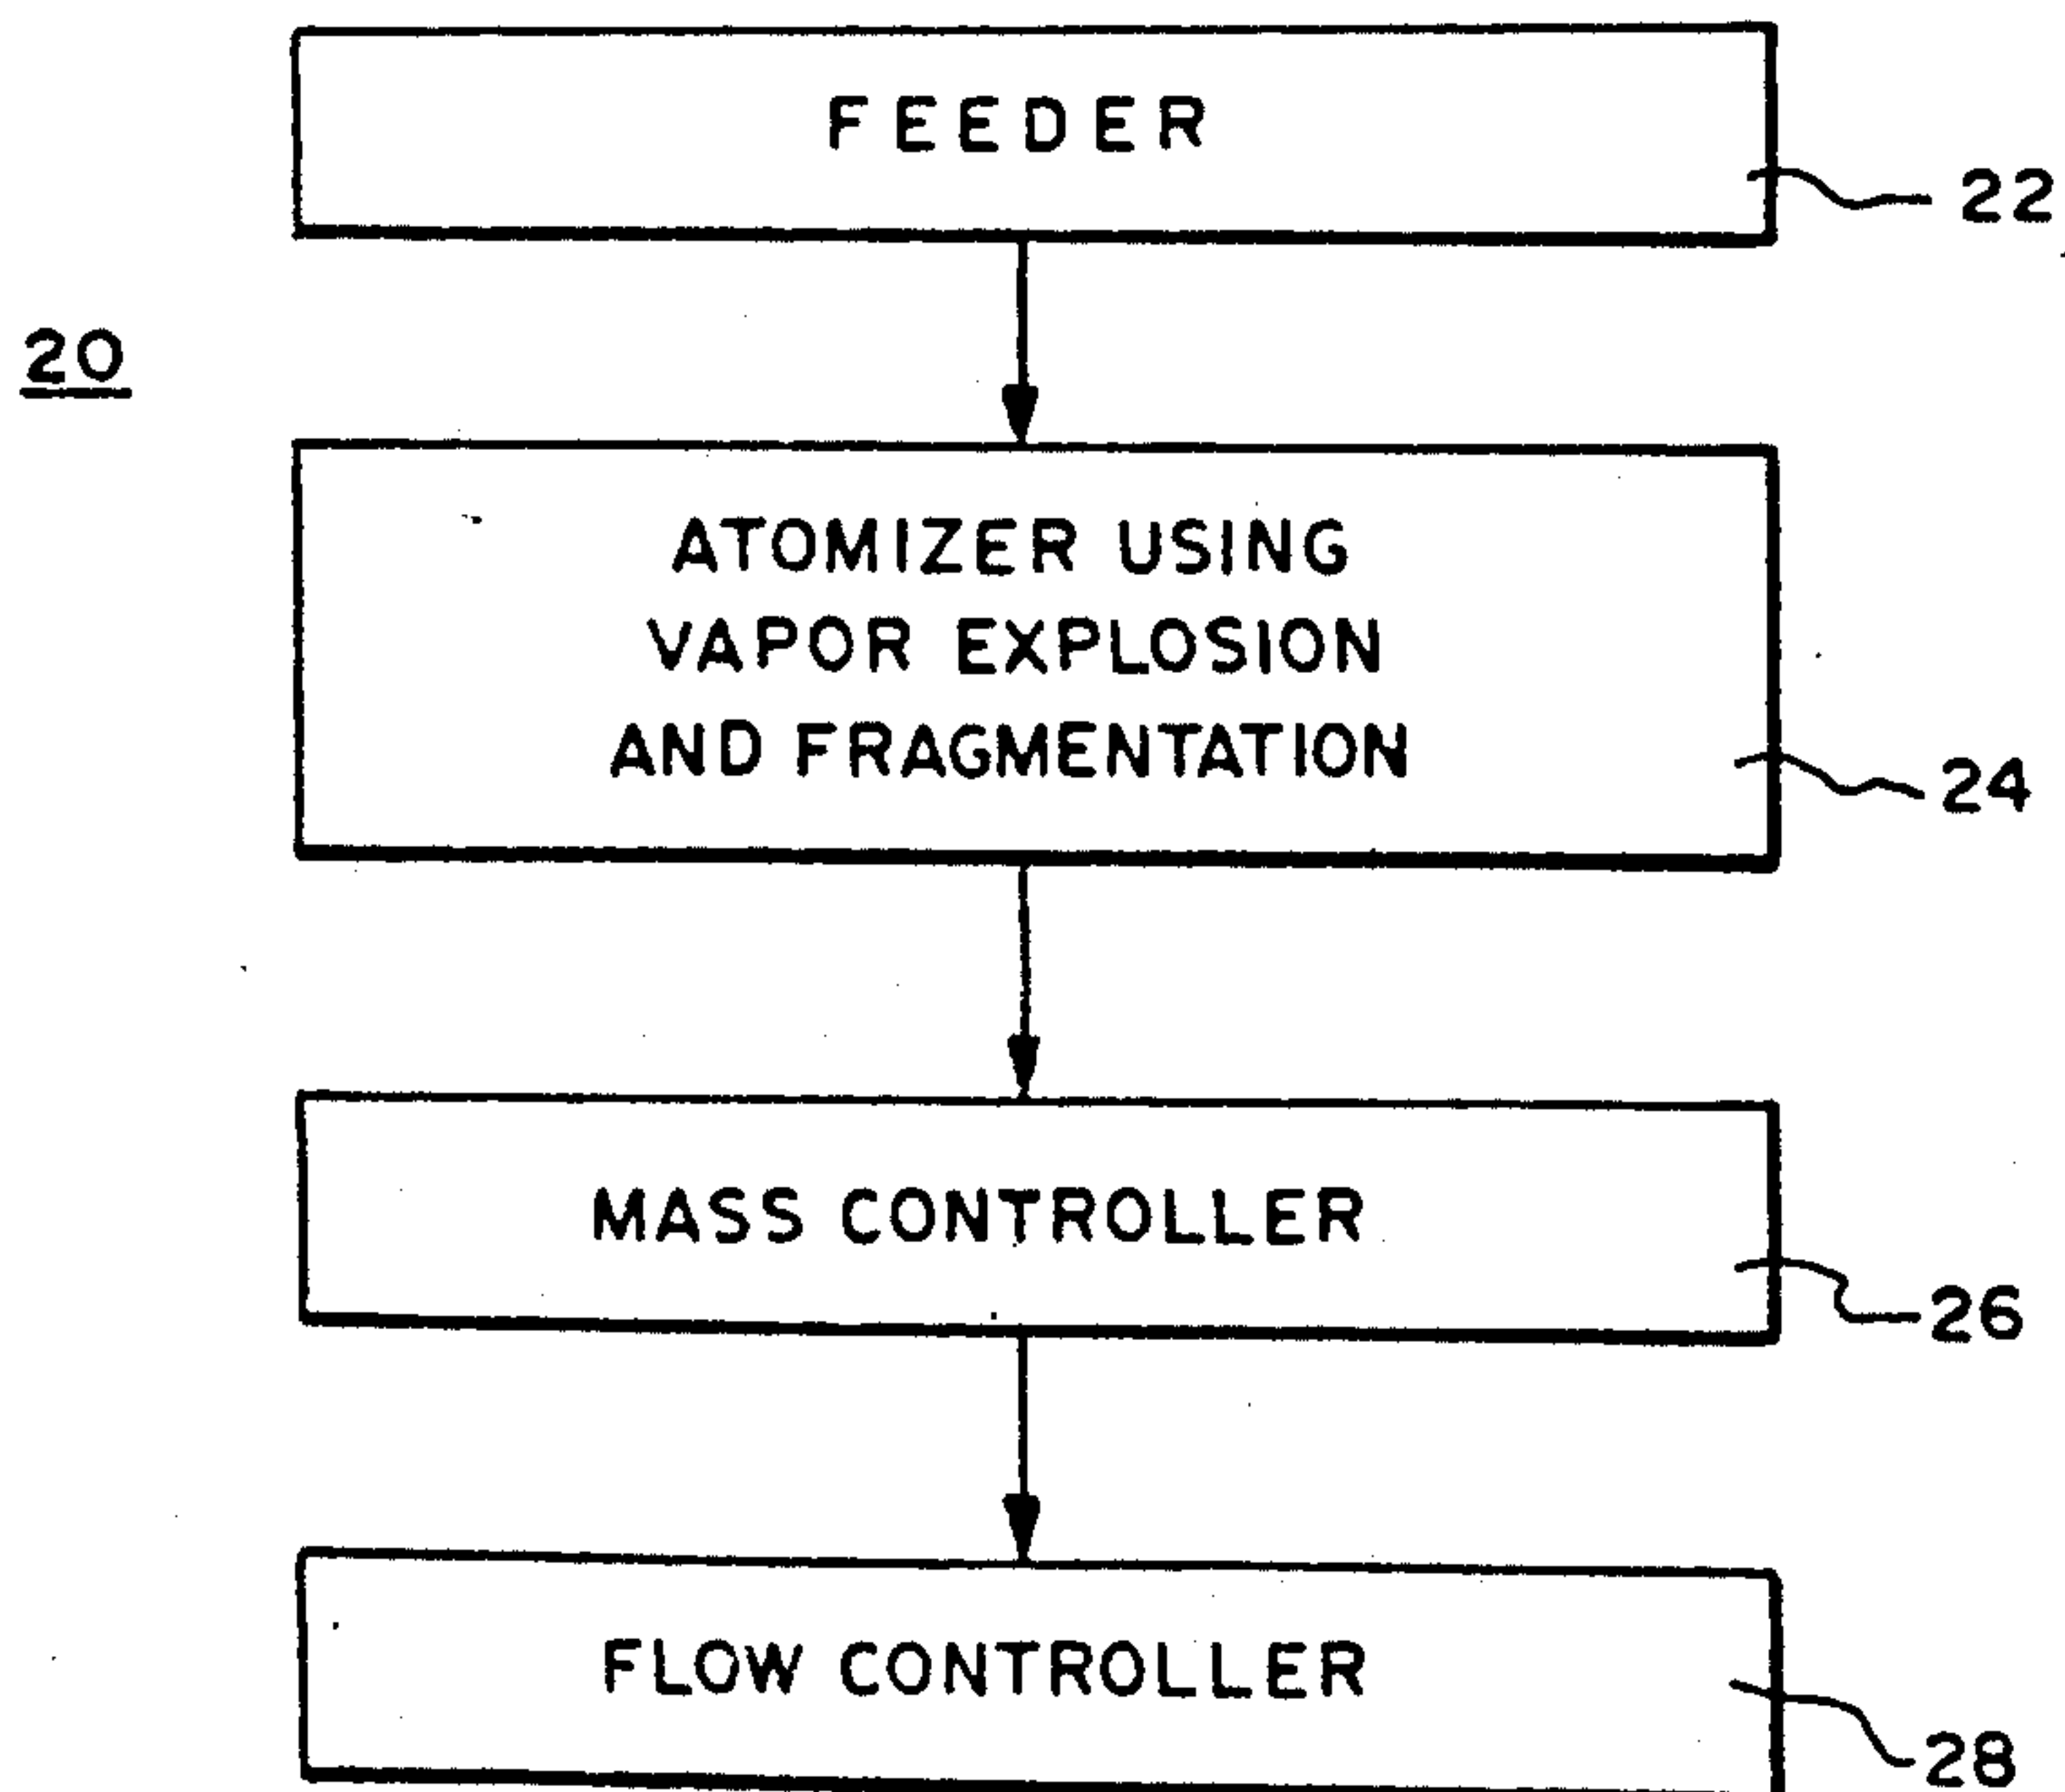 FEEDER
22
20
ATOMIZER USING
VAPOR EXPLOSION
AND FRAGMENTATION
24
MASS CONTROLLER
26
FLOW CONTROLLER
28